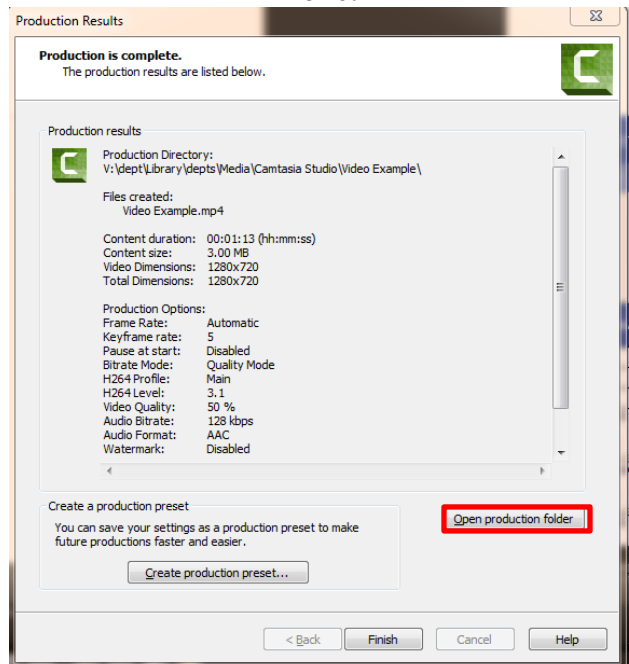 Production Results
Production is complete.
The production results are listed below.
Production results
Production Directory:
V:\dept\Library\depts\Media\Camtasia Studio\Video Example\
Files created:
Video Example.mp4
Content duration: 00:01:13 (hh:mm:ss)
Content size: 3.00 MB
Video Dimensions: 1280x720
Total Dimensions: 1280x720
Production Options:
Frame Rate: Automatic
Keyframe rate: 5
Pause at start: Disabled
Bitrate Mode: Quality Mode
H264 Profile: Main
H264 Level: 3.1
Video Quality: 50 %
Audio Bitrate: 128 kbps
Audio Format: AAC
Watermark: Disabled
Create a production preset
You can save your settings as a production preset to make
future productions faster and easier.
Create production preset...
Open production folder
< Back Finish Cancel Help